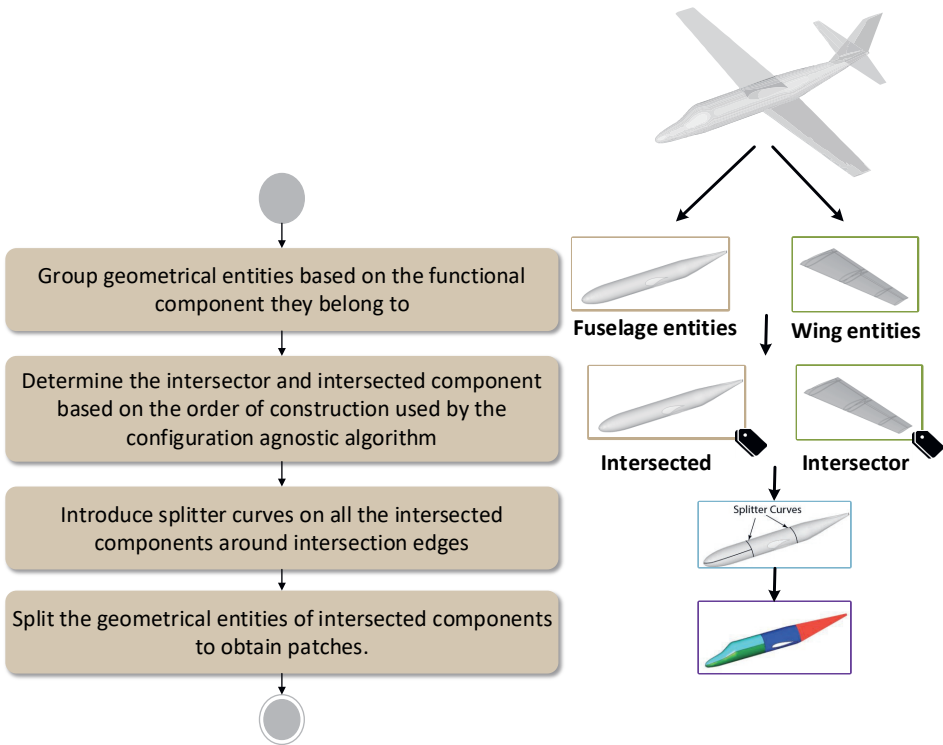 Group geometrical entities based on the functional
component they belong to
Determine the intersector and intersected component
based on the order of construction used by the
configuration agnostic algorithm
Introduce splitter curves on all the intersected
components around intersection edges
Split the geometrical entities of intersected components
to obtain patches.
Fuselage entities
Wing entities
Intersected
Intersector
Splitter Curves